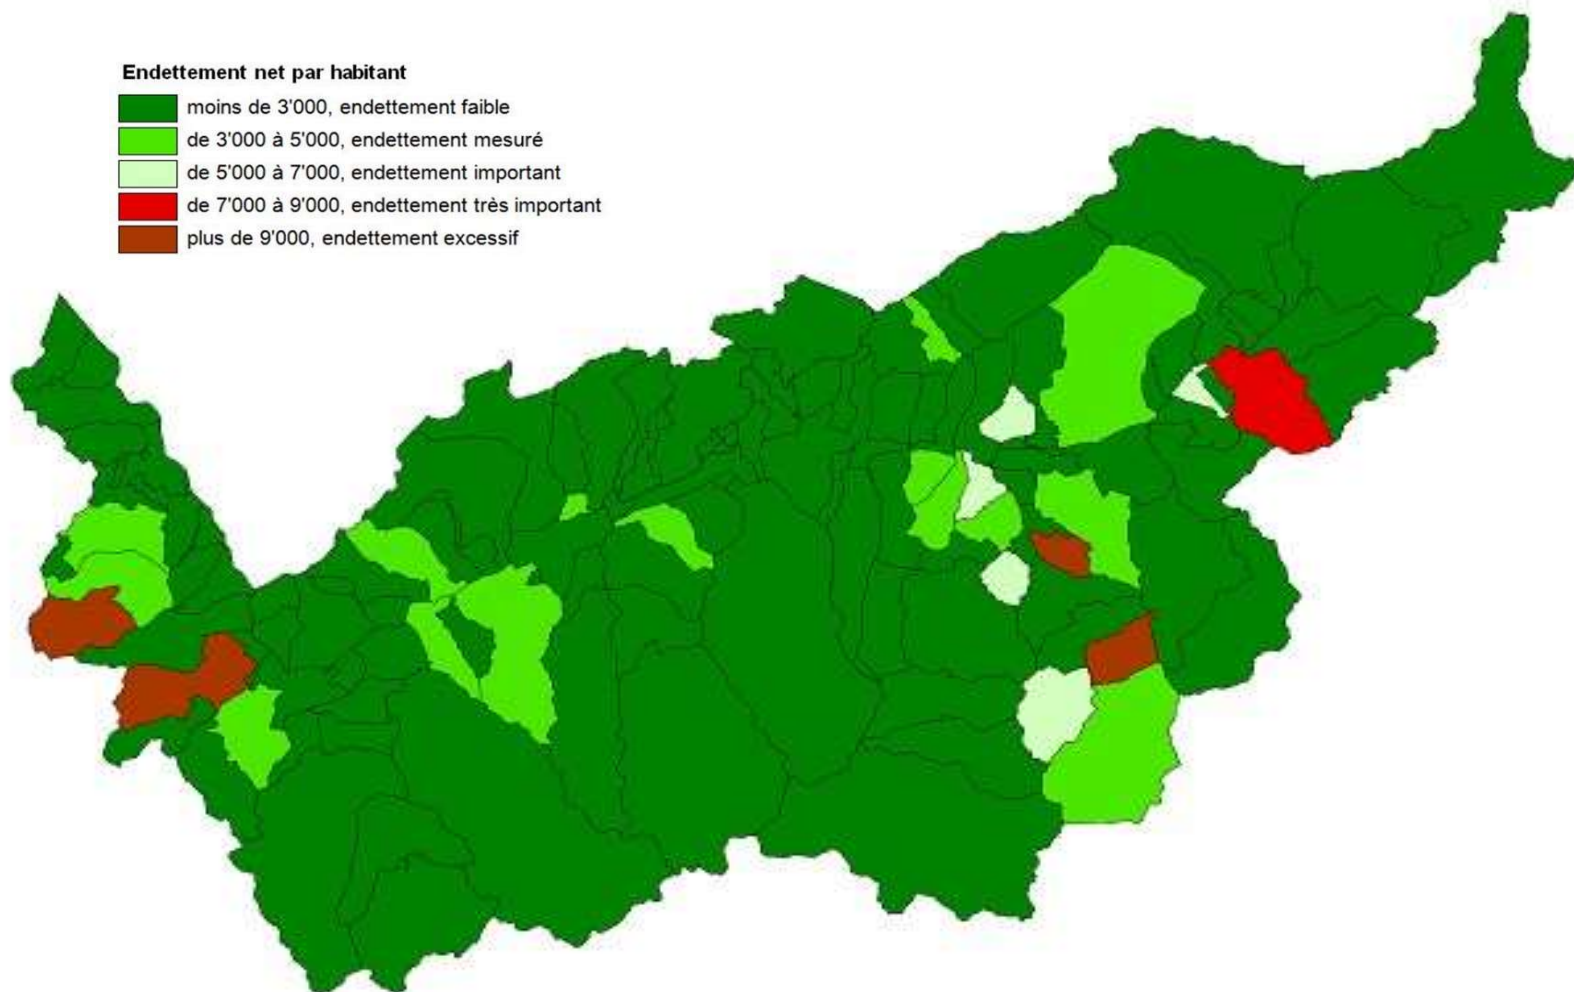 Endettement net par habitant
moins de 3'000, endettement faible
de 3'000 à 5'000, endettement mesuré
de 5'000 à 7'000, endettement important
de 7'000 à 9'000, endettement très important
plus de 9'000, endettement excessif